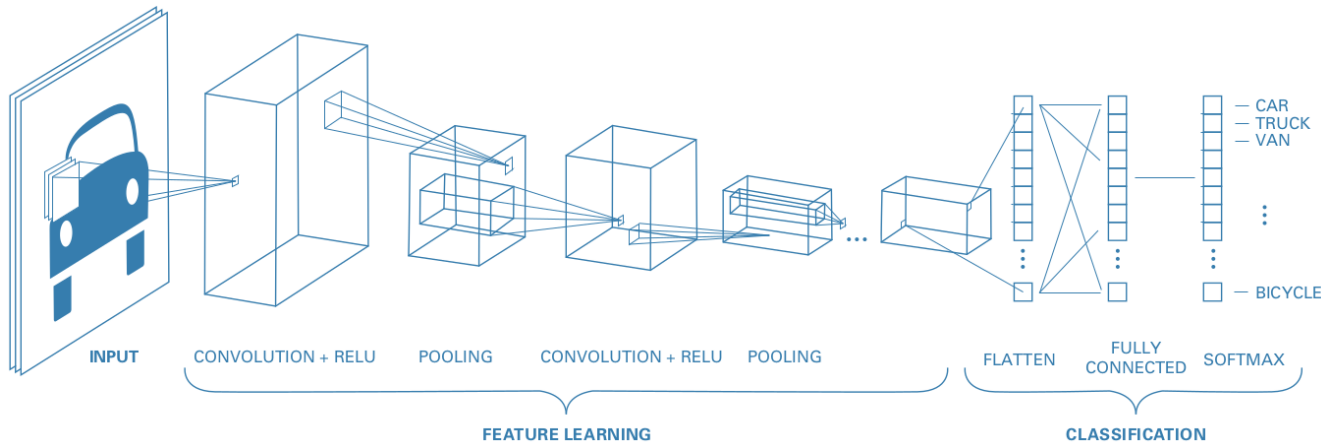 CAR
TRUCK
VAN
BICYCLE
INPUT
CONVOLUTION + RELU
POOLING
CONVOLUTION + RELU
POOLING
FLATTEN
FULLY
CONNECTED
SOFTMAX
FEATURE LEARNING
CLASSIFICATION